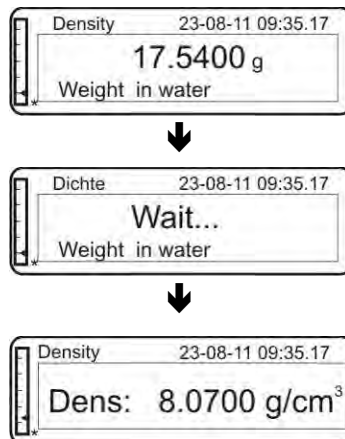 Density 23-08-11 09:35.17
17.5400 g
Weight in water
*
Dichte 23-08-11 09:35.17
Wait...
Weight in water
*
Density 23-08-11 09:35.17
Dens: 8.0700 g/cm³
*